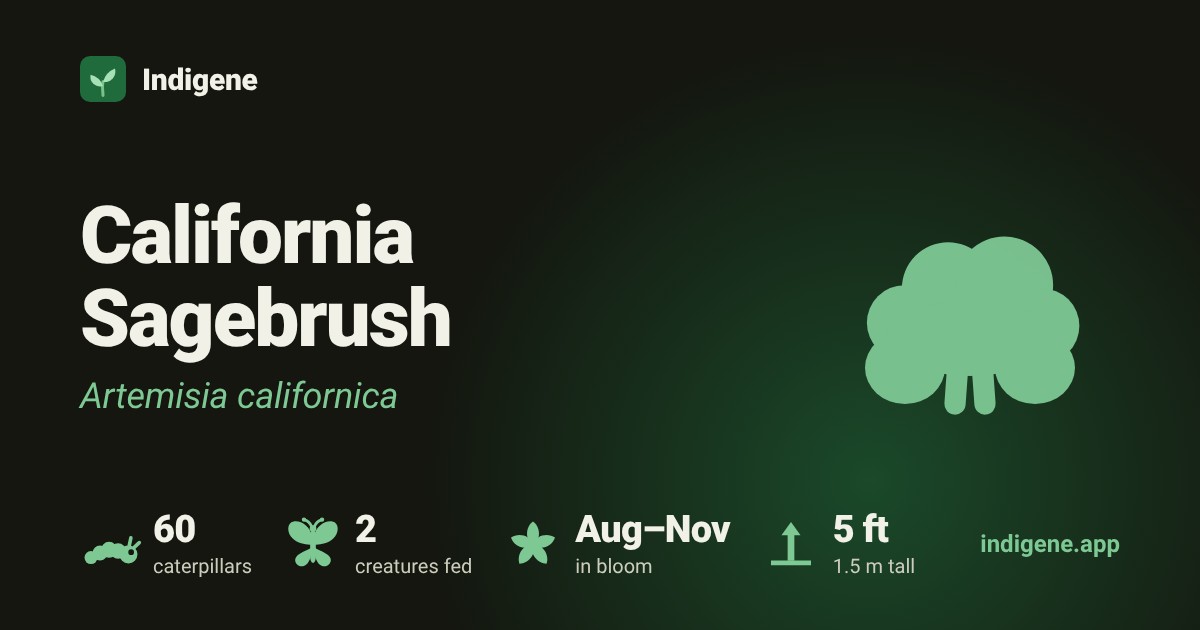 Indigene
California
Sagebrush
Artemisia californica
60
caterpillars
2
creatures fed
Aug–Nov
in bloom
5 ft
1.5 m tall
indigene.app